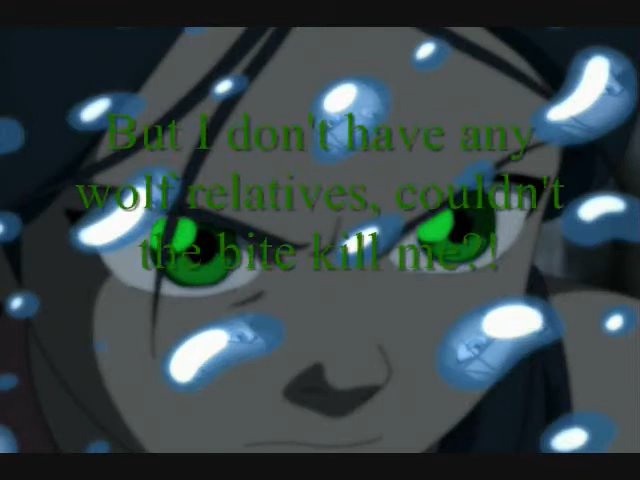 But I don't have any
wolf relatives, couldn't
the bite kill me?!